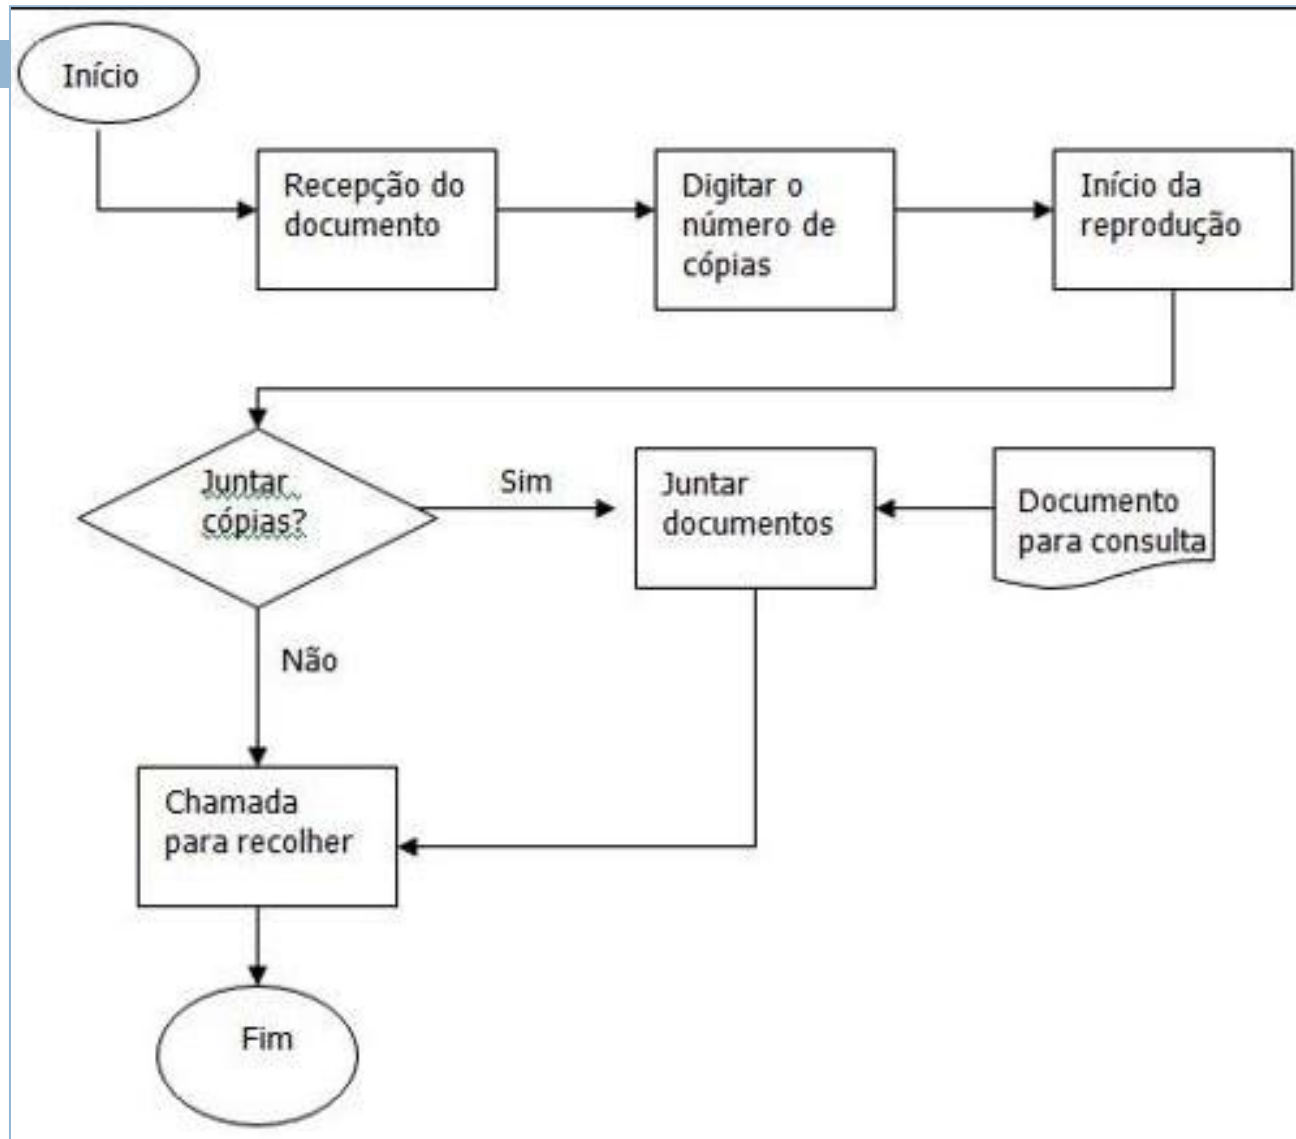 Início
Recepção do
documento
Digitar o
número de
cópias
Início da
reprodução
Juntar
cópias?
Sim
Juntar
documentos
Documento
para consulta
Não
Chamada
para recolher
Fim